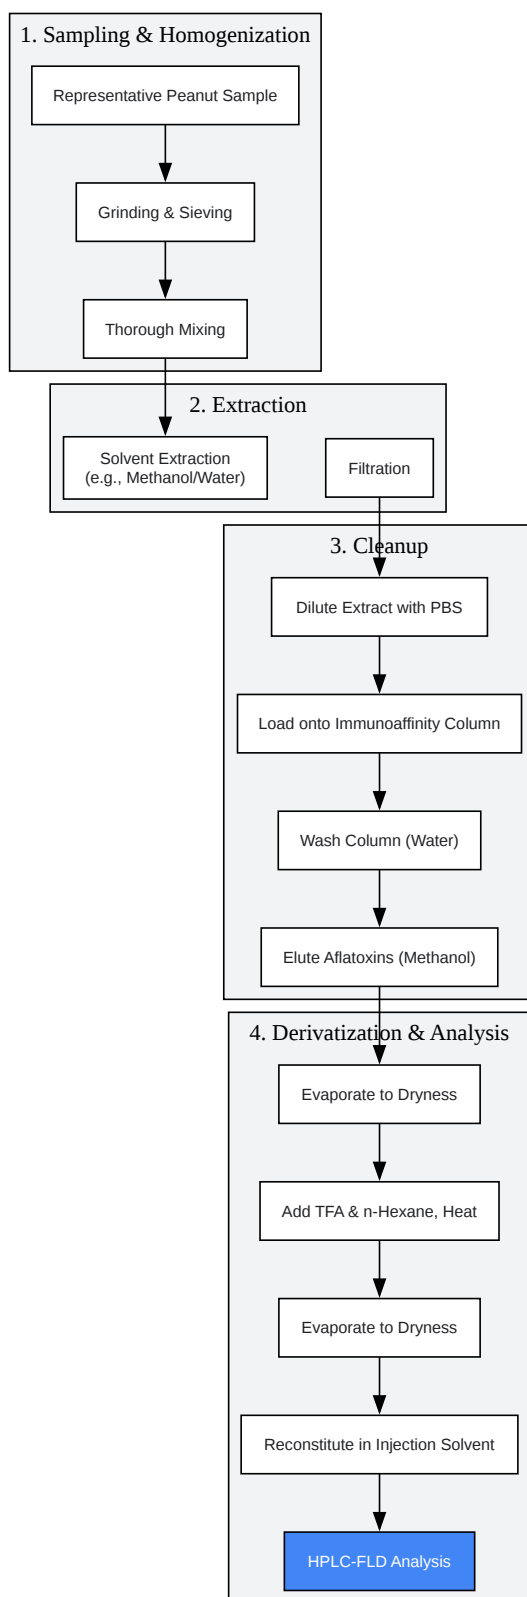 1. Sampling & Homogenization
Representative Peanut Sample
Grinding & Sieving
Thorough Mixing
2. Extraction
Solvent Extraction
(e.g., Methanol/Water)
Filtration
3. Cleanup
Dilute Extract with PBS
Load onto Immunoaffinity Column
Wash Column (Water)
Elute Aflatoxins (Methanol)
4. Derivatization & Analysis
Evaporate to Dryness
Add TFA & n-Hexane, Heat
Evaporate to Dryness
Reconstitute in Injection Solvent
HPLC-FLD Analysis